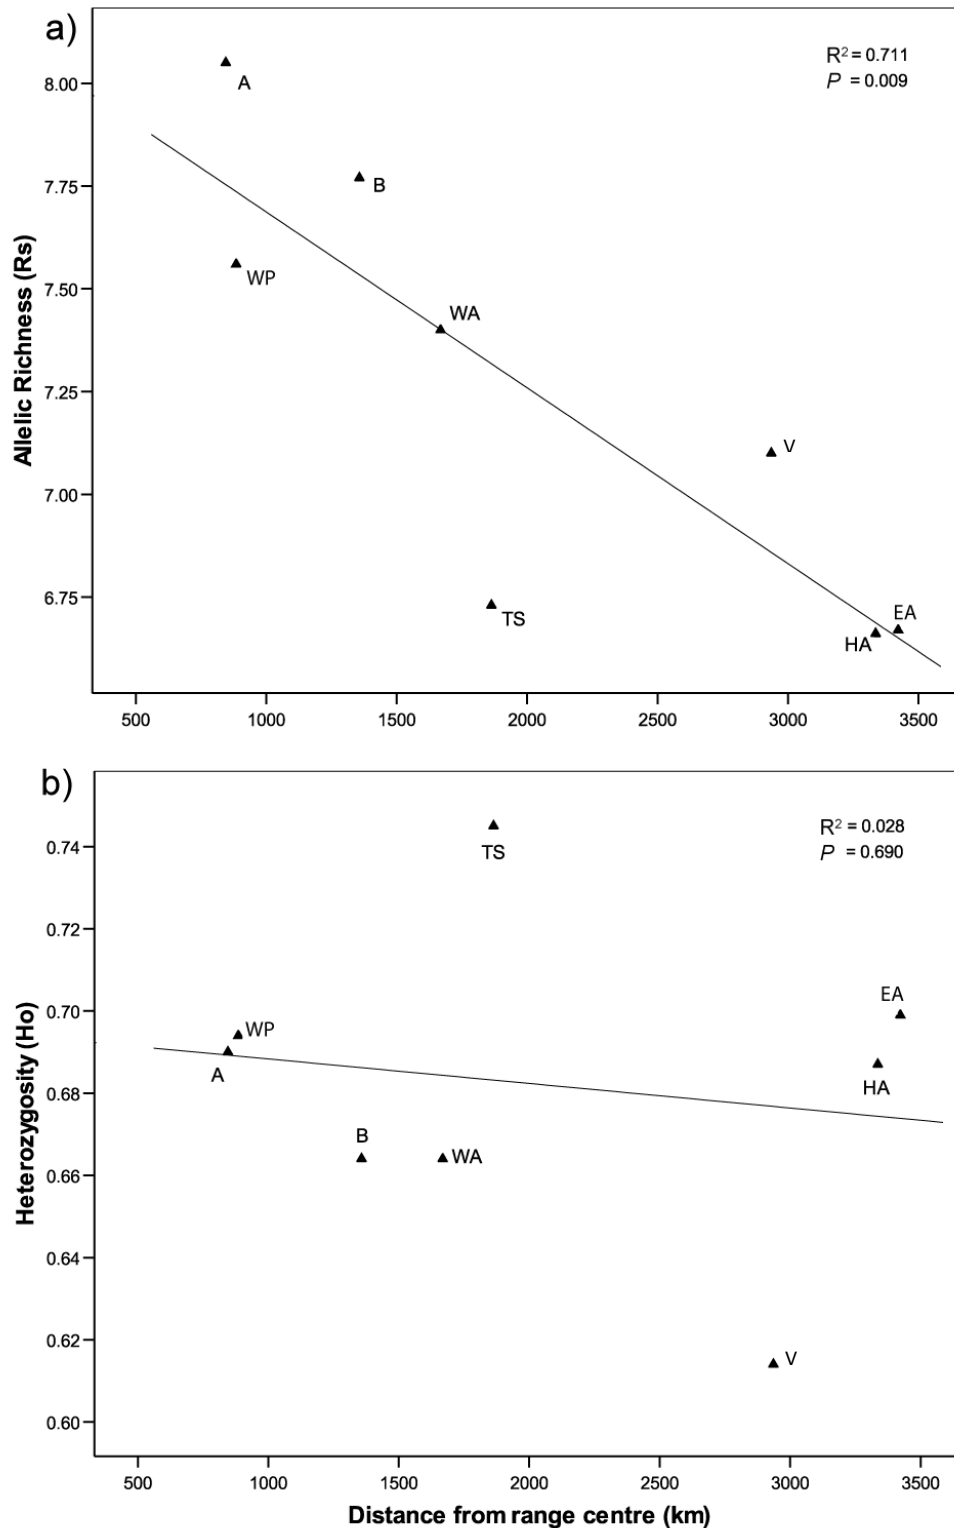 a)
R² = 0.711
P = 0.009
8.00
7.75
7.50
7.25
7.00
6.75
Allelic Richness (Rs)
A
B
WP
WA
V
TS
EA
HA
500 1000 1500 2000 2500 3000 3500
b)
R² = 0.028
P = 0.690
0.74
0.72
0.70
0.68
0.66
0.64
0.62
0.60
Heterozygosity (Ho)
TS
EA
WP
A
HA
B
WA
V
500 1000 1500 2000 2500 3000 3500
Distance from range centre (km)